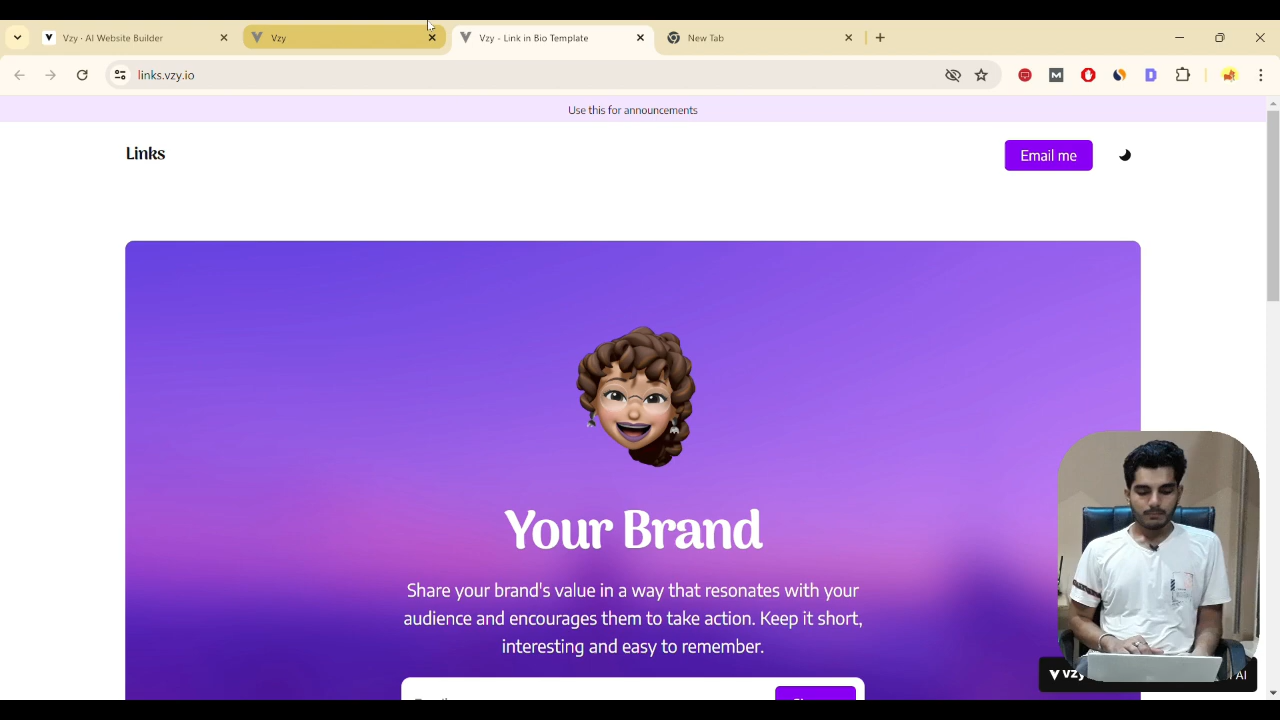 Vzy · AI Website Builder
Vzy
Vzy - Link in Bio Template
New Tab
links.vzy.io
Use this for announcements
Links
Email me
Your Brand
Share your brand's value in a way that resonates with your
audience and encourages them to take action. Keep it short,
interesting and easy to remember.
vzy
AI